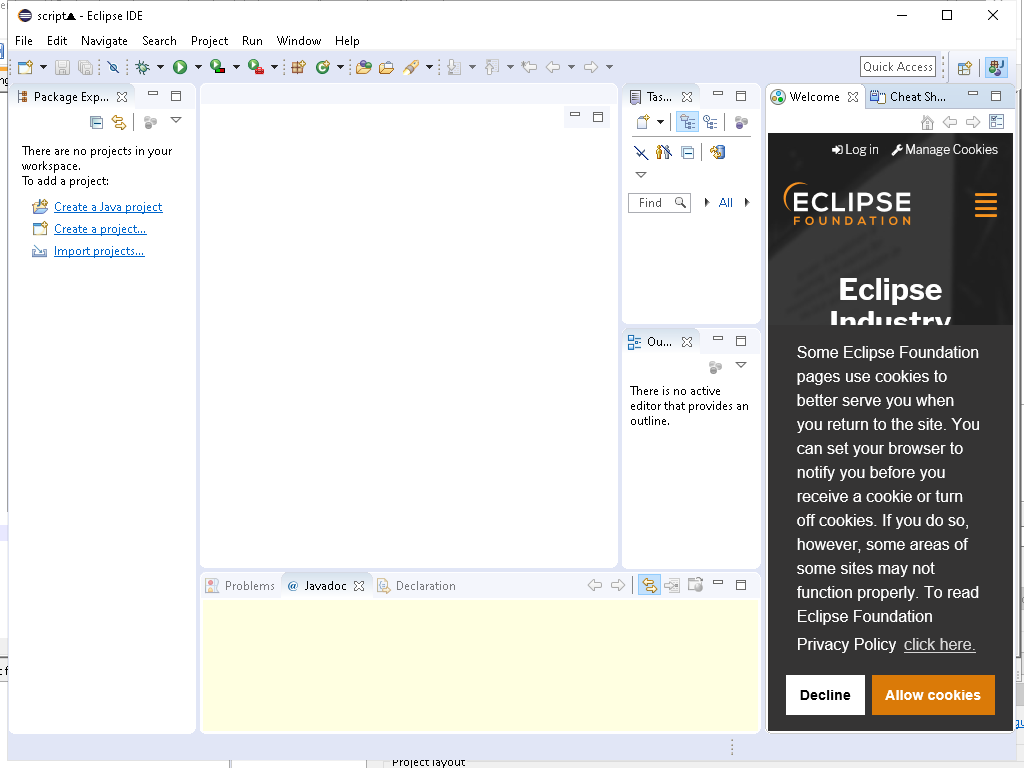 script▲ - Eclipse IDE
File Edit Navigate Search Project Run Window Help
Quick Access
Package Exp...
Tas...
Welcome
Cheat Sh...
There are no projects in your
workspace.
To add a project:
Create a Java project
Create a project...
Import projects...
Find
All
Ou...
There is no active
editor that provides an
outline.
Log in
Manage Cookies
ECLIPSE
FOUNDATION
Eclipse
Industry
Some Eclipse Foundation
pages use cookies to
better serve you when
you return to the site. You
can set your browser to
notify you before you
receive a cookie or turn
off cookies. If you do so,
however, some areas of
some sites may not
function properly. To read
Eclipse Foundation
Privacy Policy click here.
Decline
Allow cookies
Problems
@ Javadoc
Declaration
Project layout